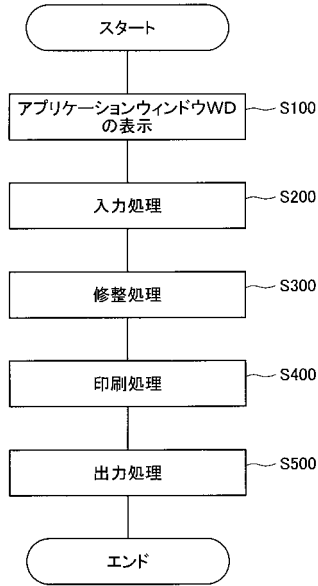 スタート
アプリケーションウィンドウWD
の表示
S100
入力処理
S200
修整処理
S300
印刷処理
S400
出力処理
S500
エンド